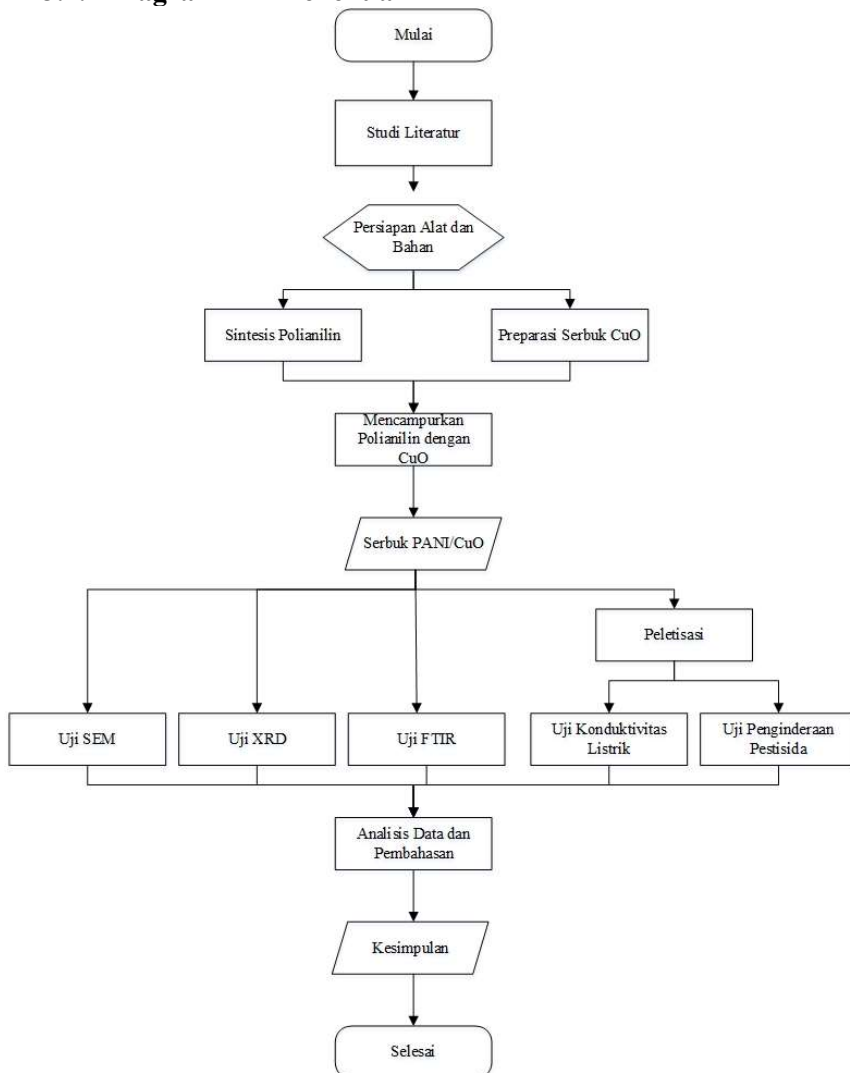 Mulai
Studi Literatur
Persiapan Alat dan
Bahan
Sintesis Polianilin
Preparasi Serbuk CuO
Mencampurkan
Polianilin dengan
CuO
Serbuk PANI/CuO
Peletisasi
Uji SEM
Uji XRD
Uji FTIR
Uji Konduktivitas
Listrik
Uji Penginderaan
Pestisida
Analisis Data dan
Pembahasan
Kesimpulan
Selesai